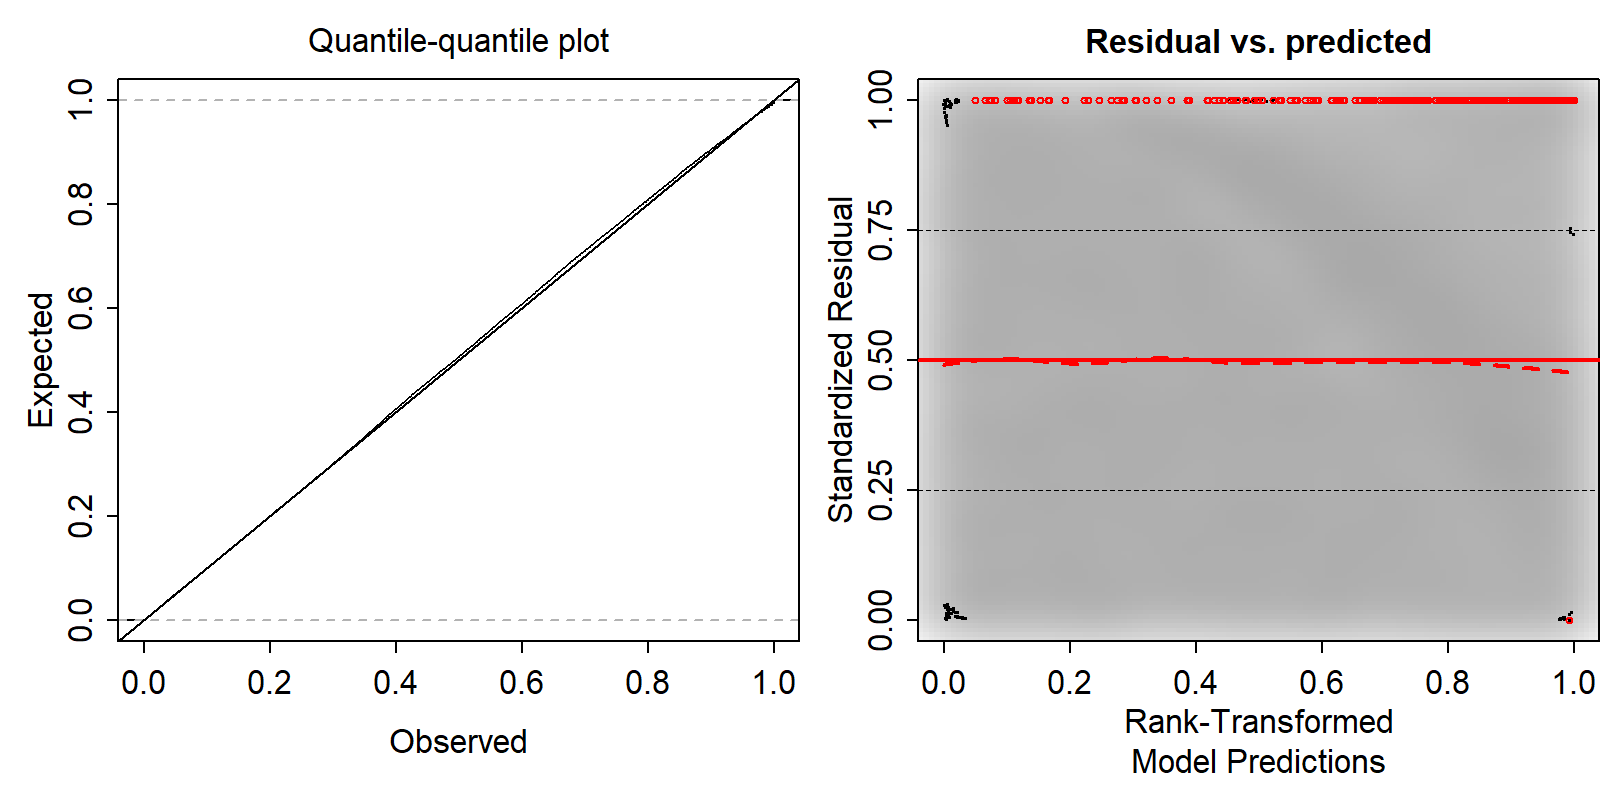 Quantile-quantile plot
Expected
0.0 0.2 0.4 0.6 0.8 1.0
0.0 0.2 0.4 0.6 0.8 1.0
Observed
Residual vs. predicted
Standardized Residual
0.00 0.25 0.50 0.75 1.00
0.0 0.2 0.4 0.6 0.8 1.0
Rank-Transformed
Model Predictions